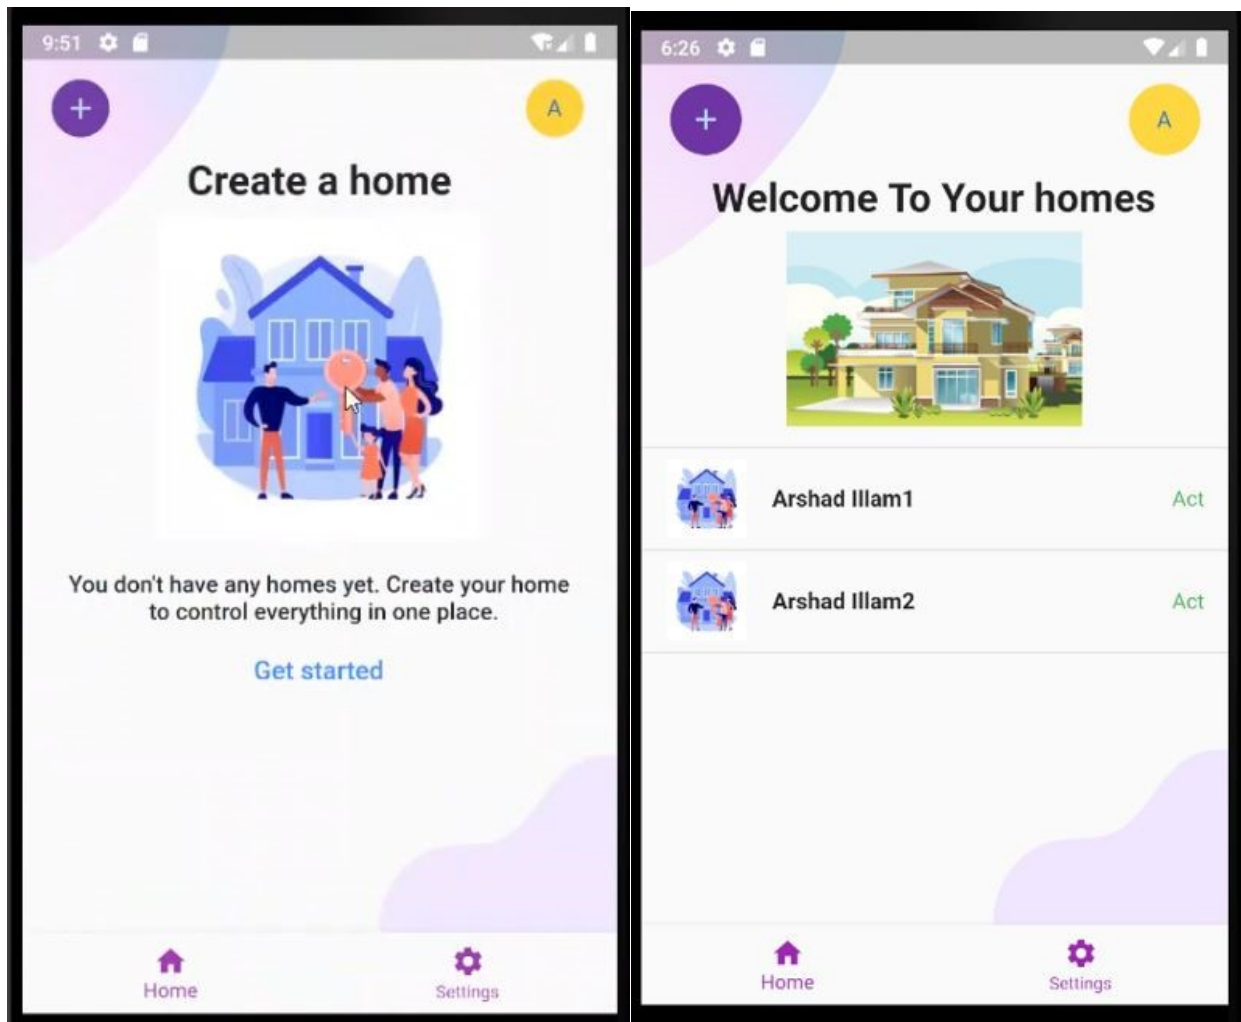 9:51
+
A
Create a home
You don't have any homes yet. Create your home
to control everything in one place.
Get started
Home
Settings
6:26
+
A
Welcome To Your homes
Arshad Illam1
Act
Arshad Illam2
Act
Home
Settings